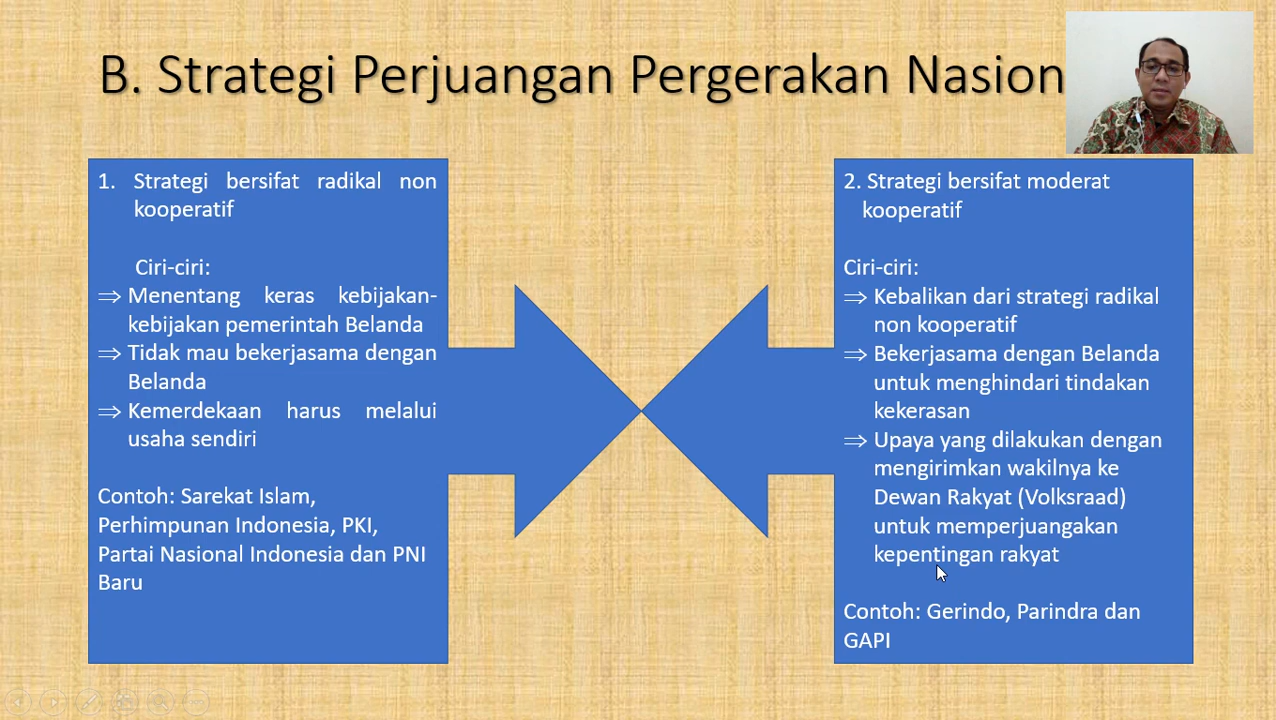 B. Strategi Perjuangan Pergerakan Nasion
1. Strategi bersifat radikal non
kooperatif
Ciri-ciri:
⇒ Menentang keras kebijakan-
kebijakan pemerintah Belanda
⇒ Tidak mau bekerjasama dengan
Belanda
⇒ Kemerdekaan harus melalui
usaha sendiri
Contoh: Sarekat Islam,
Perhimpunan Indonesia, PKI,
Partai Nasional Indonesia dan PNI
Baru
2. Strategi bersifat moderat
kooperatif
Ciri-ciri:
⇒ Kebalikan dari strategi radikal
non kooperatif
⇒ Bekerjasama dengan Belanda
untuk menghindari tindakan
kekerasan
⇒ Upaya yang dilakukan dengan
mengirimkan wakilnya ke
Dewan Rakyat (Volksraad)
untuk memperjuangakan
kepentingan rakyat
Contoh: Gerindo, Parindra dan
GAPI